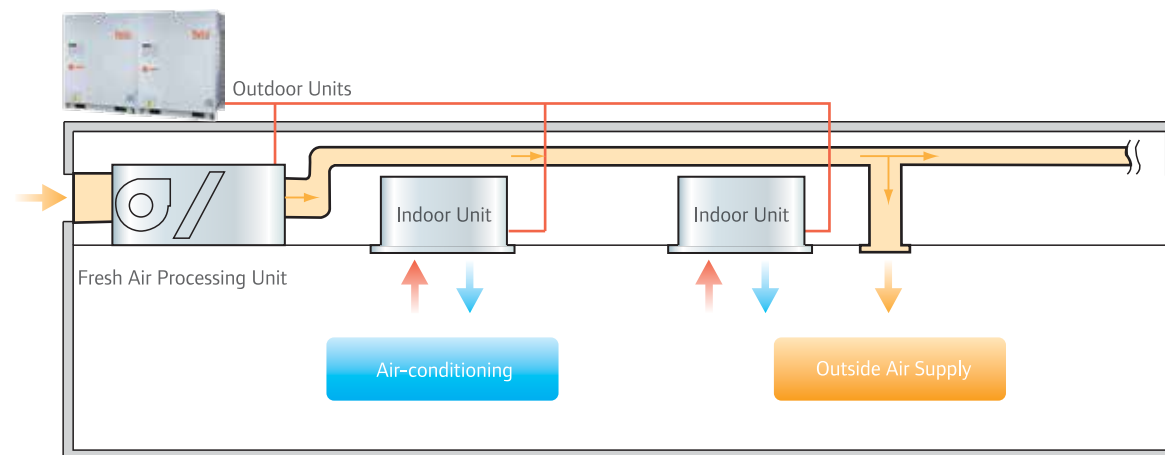 Outdoor Units
Indoor Unit
Indoor Unit
Fresh Air Processing Unit
Air-conditioning
Outside Air Supply